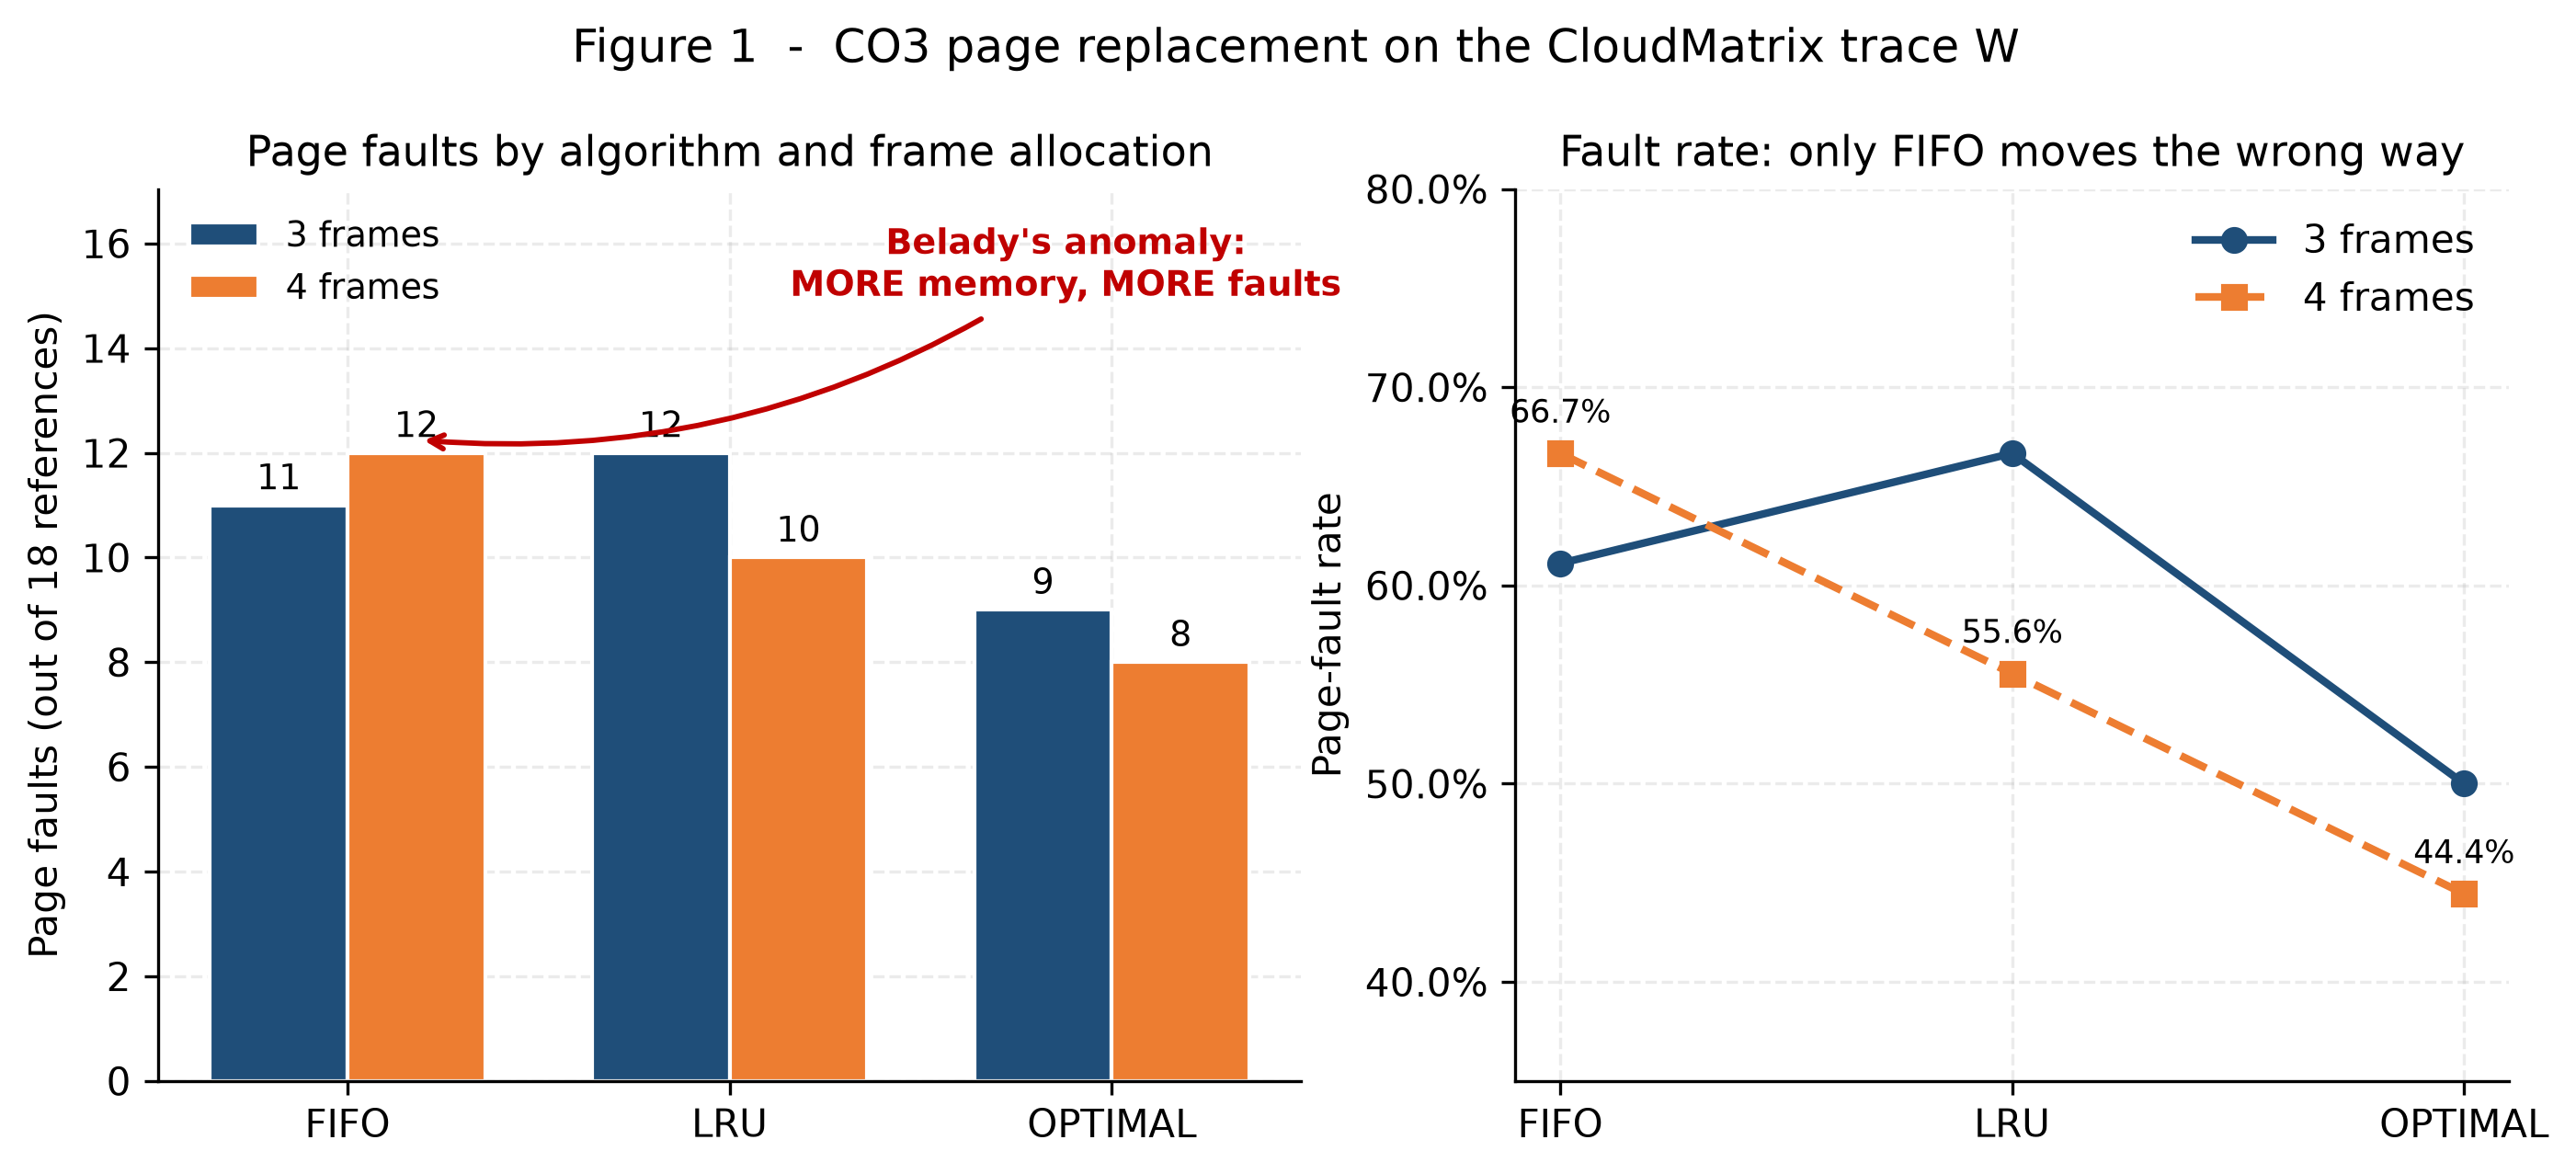 Figure 1  -  CO3 page replacement on the CloudMatrix trace W
Page faults by algorithm and frame allocation
Page faults (out of 18 references)
16
14
12
10
8
6
4
2
0
3 frames
4 frames
Belady's anomaly:
MORE memory, MORE faults
11
12
12
10
9
8
FIFO
LRU
OPTIMAL
Fault rate: only FIFO moves the wrong way
Page-fault rate
80.0%
70.0%
60.0%
50.0%
40.0%
3 frames
4 frames
66.7%
55.6%
44.4%
FIFO
LRU
OPTIMAL